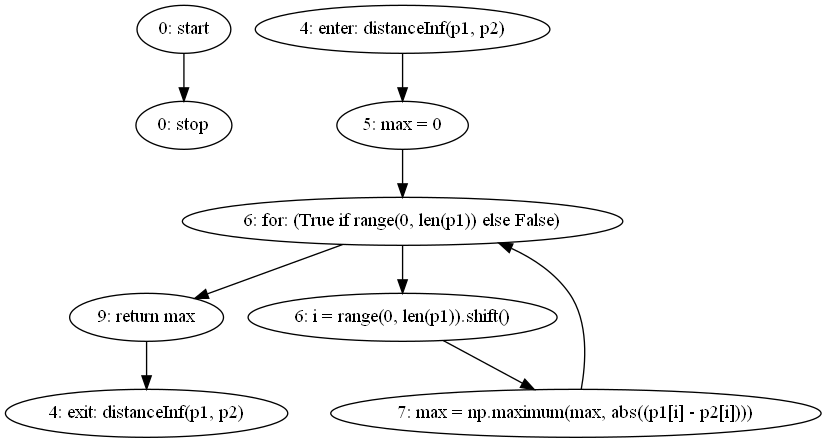 0: start
4: enter: distanceInf(p1, p2)
0: stop
5: max = 0
6: for: (True if range(0, len(p1)) else False)
9: return max
6: i = range(0, len(p1)).shift()
4: exit: distanceInf(p1, p2)
7: max = np.maximum(max, abs((p1[i] - p2[i])))